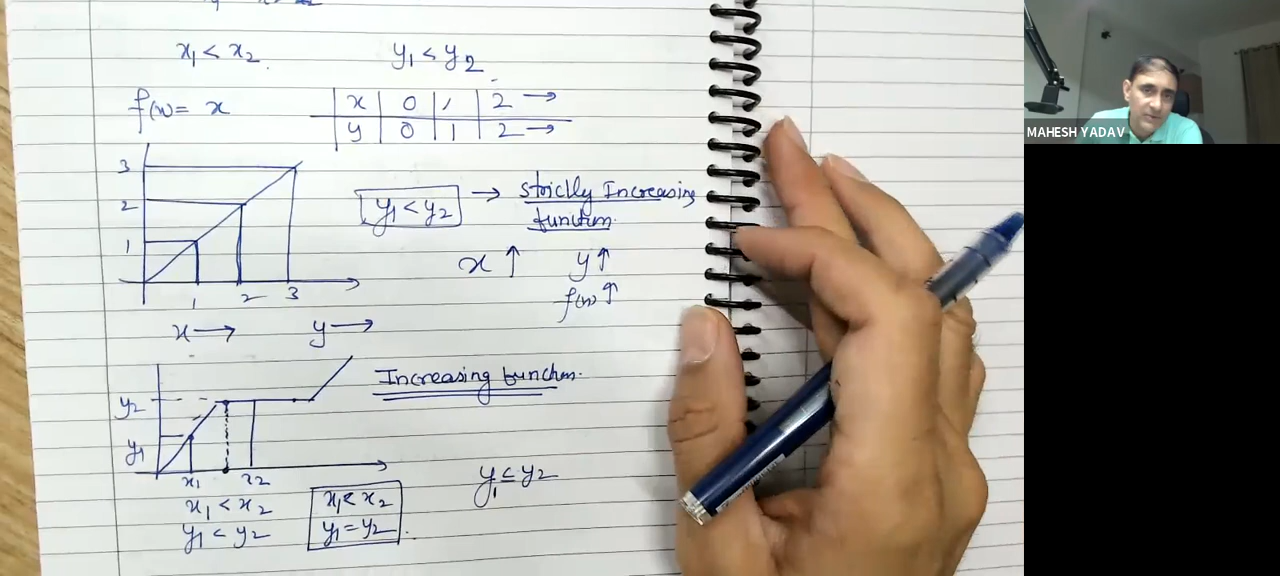 x₁ < x₂. y₁ < y₂
f(x) = x
x 0 1 2 →
y 0 1 2 →
3
2
1
1 2 3
y₁ < y₂ → Strictly Increasing
function.
x ↑ y ↑
f(x) ↑
x → y →
Increasing function.
y₂
y₁
x₁ x₂
y₁ ≤ y₂
x₁ < x₂
y₁ < y₂
x₁ < x₂
y₁ = y₂
MAHESH YADAV